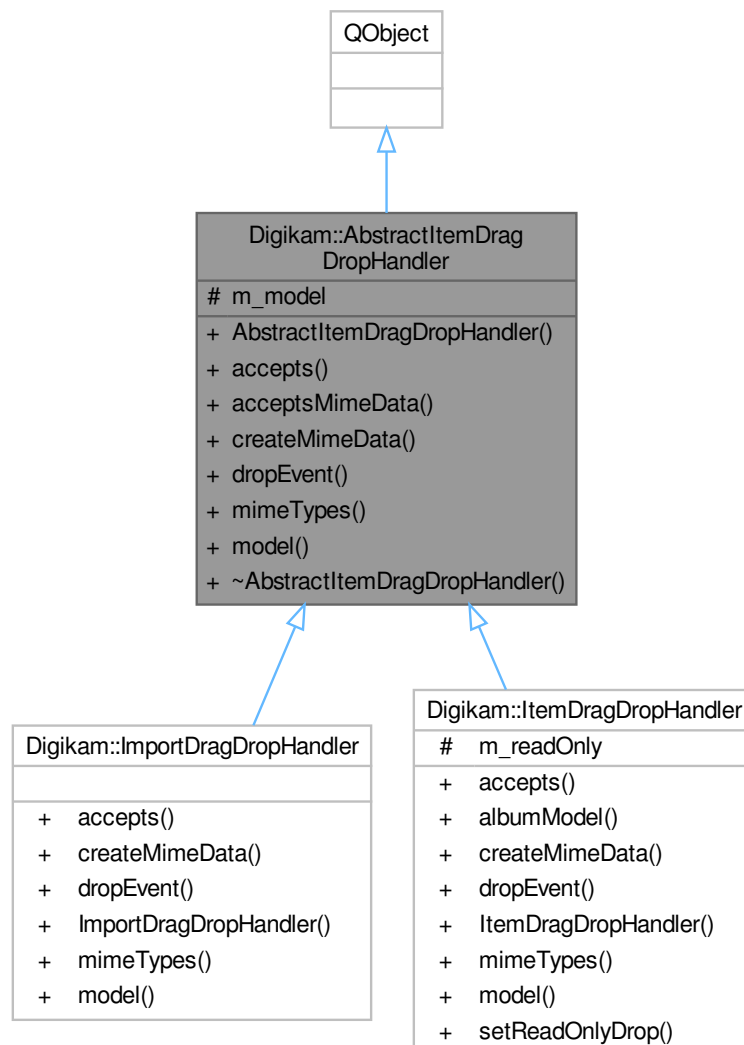 QObject
Digikam::AbstractItemDrag
DropHandler
# m_model
+ AbstractItemDragDropHandler()
+ accepts()
+ acceptsMimeData()
+ createMimeData()
+ dropEvent()
+ mimeTypes()
+ model()
+ ~AbstractItemDragDropHandler()
Digikam::ImportDragDropHandler
+ accepts()
+ createMimeData()
+ dropEvent()
+ ImportDragDropHandler()
+ mimeTypes()
+ model()
Digikam::ItemDragDropHandler
# m_readOnly
+ accepts()
+ albumModel()
+ createMimeData()
+ dropEvent()
+ ItemDragDropHandler()
+ mimeTypes()
+ model()
+ setReadOnlyDrop()